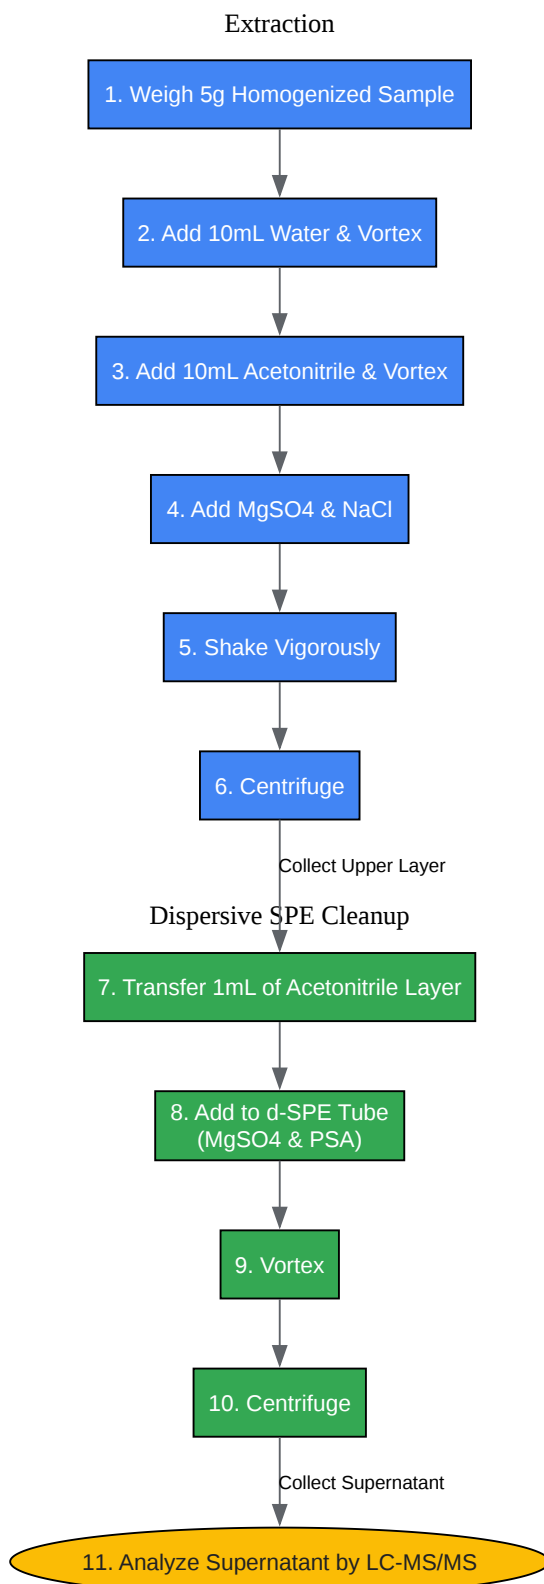 Extraction
1. Weigh 5g Homogenized Sample
2. Add 10mL Water & Vortex
3. Add 10mL Acetonitrile & Vortex
4. Add MgSO4 & NaCl
5. Shake Vigorously
6. Centrifuge
Collect Upper Layer
Dispersive SPE Cleanup
7. Transfer 1mL of Acetonitrile Layer
8. Add to d-SPE Tube
(MgSO4 & PSA)
9. Vortex
10. Centrifuge
Collect Supernatant
11. Analyze Supernatant by LC-MS/MS